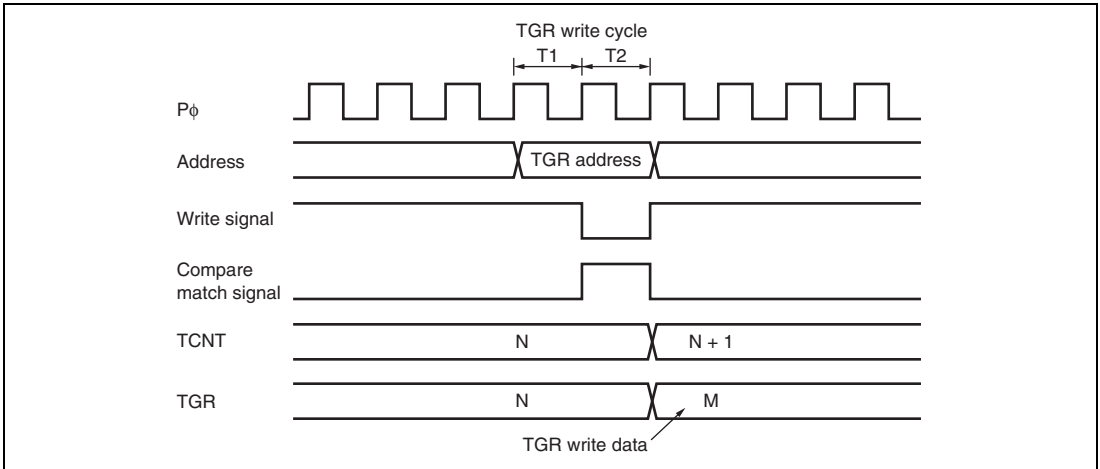 TGR write cycle
T1 T2
Pϕ
Address
TGR address
Write signal
Compare
match signal
TCNT
N
N + 1
TGR
N
M
TGR write data